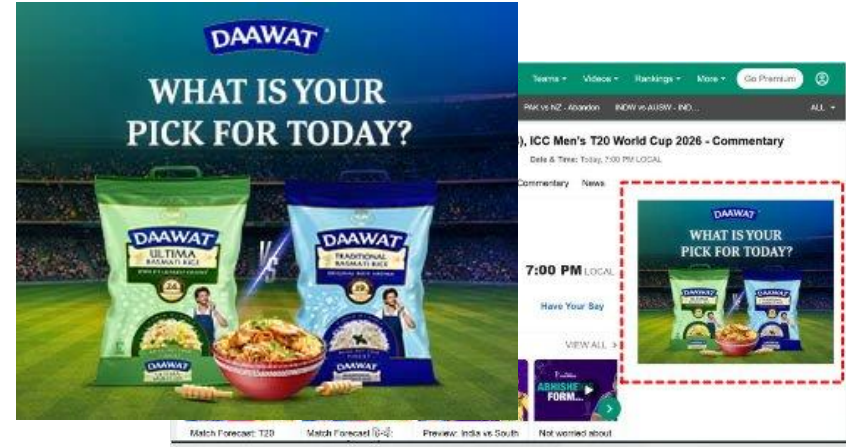 DAAWAT
WHAT IS YOUR
PICK FOR TODAY?
DAAWAT
ULTIMA
BASMATI RICE
24
DAAWAT
VS
DAAWAT
TRADITIONAL
BASMATI RICE
DAAWAT
Teams
Videos
Rankings
More
Go Premium
PAK vs NZ - Abandon
INDW vs AUSW - IND...
ALL
, ICC Men's T20 World Cup 2026 - Commentary
Date & Time: Today, 7:00 PM LOCAL
Commentary
News
DAAWAT
WHAT IS YOUR
PICK FOR TODAY?
DAAWAT
DAAWAT
7:00 PM LOCAL
Have Your Say
VIEW ALL
ABHISHE
FORM...
Match Forecast: T20
Match Forecast
Preview: India vs South
Not worried about